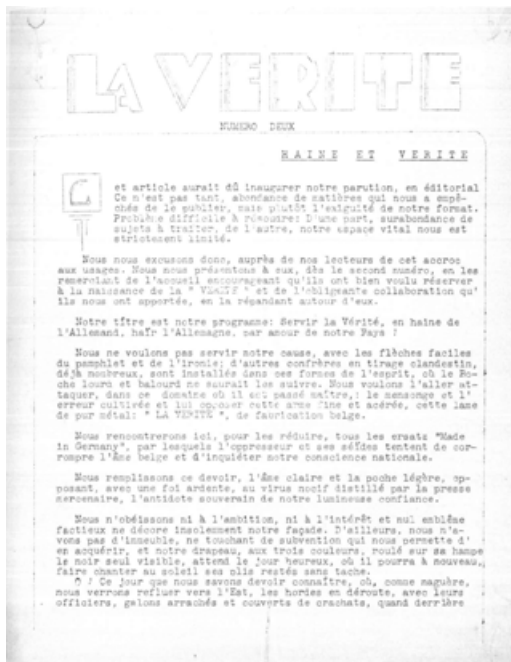 LA VERITE
NUMERO DEUX
HAINE ET VERITE
C et article aurait dû inaugurer notre parution, en éditorial
Ce n'est pas tant, abondance de matières qui nous a empê-
chés de le publier, mais plutôt l'exiguité de notre format.
Problème difficile à résoudre: D'une part, surabondance de
sujets à traiter, de l'autre, notre espace vital nous est
strictement limité.
Nous nous excusons donc, auprès de nos lecteurs de cet accroc
aux usages. Nous nous présentons à eux, dès le second numéro, en les
remerciant de l'accueil encourageant qu'ils ont bien voulu réserver
à la naissance de la " VERITE " et de l'obligeante collaboration qu'
ils nous ont apportée, en la répandant autour d'eux.
Notre titre est notre programme: Servir la Vérité, en haine de
l'Allemand, haïr l'Allemagne, par amour de notre Pays !
Nous ne voulons pas servir notre cause, avec les flèches faciles
du pamphlet et de l'ironie; d'autres confrères en tirage clandestin,
déjà nombreux, sont installés dans ces formes de l'esprit, où le Bo-
che lourd et balourd ne saurait les suivre. Nous voulons l'aller at-
taquer, dans ce domaine où il est passé maître,: le mensonge et l'
erreur cultivée et lui opposer cette arme fine et acérée, cette lame
de pur métal: " LA VERITE ", de fabrication belge.
Nous rencontrerons ici, pour les réduire, tous les ersatz "Made
in Germany", par lesquels l'oppresseur et ses séïdes tentent de cor-
rompre l'âme belge et d'inquiéter notre conscience nationale.
Nous remplissons ce devoir, l'âme claire et la poche légère, op-
posant, avec une foi ardente, au virus nocif distillé par la presse
mercenaire, l'antidote souverain de notre lumineuse confiance.
Nous n'obéissons ni à l'ambition, ni à l'intérêt et nul emblême
factieux ne décore insolemment notre façade. D'ailleurs, nous n'a-
vons pas d'immeuble, ne touchant de subvention qui nous permette d'
en acquérir, et notre drapeau, aux trois couleurs, roulé sur sa hampe
le noir seul visible, attend le jour heureux, où il pourra à nouveau,
faire chanter au soleil ses plis restés sans tache.
O ! Ce jour que nous savons devoir connaître, où, comme naguère,
nous verrons refluer vers l'Est, les hordes en déroute, avec leurs
officiers, galons arrachés et couverts de crachats, quand derrière